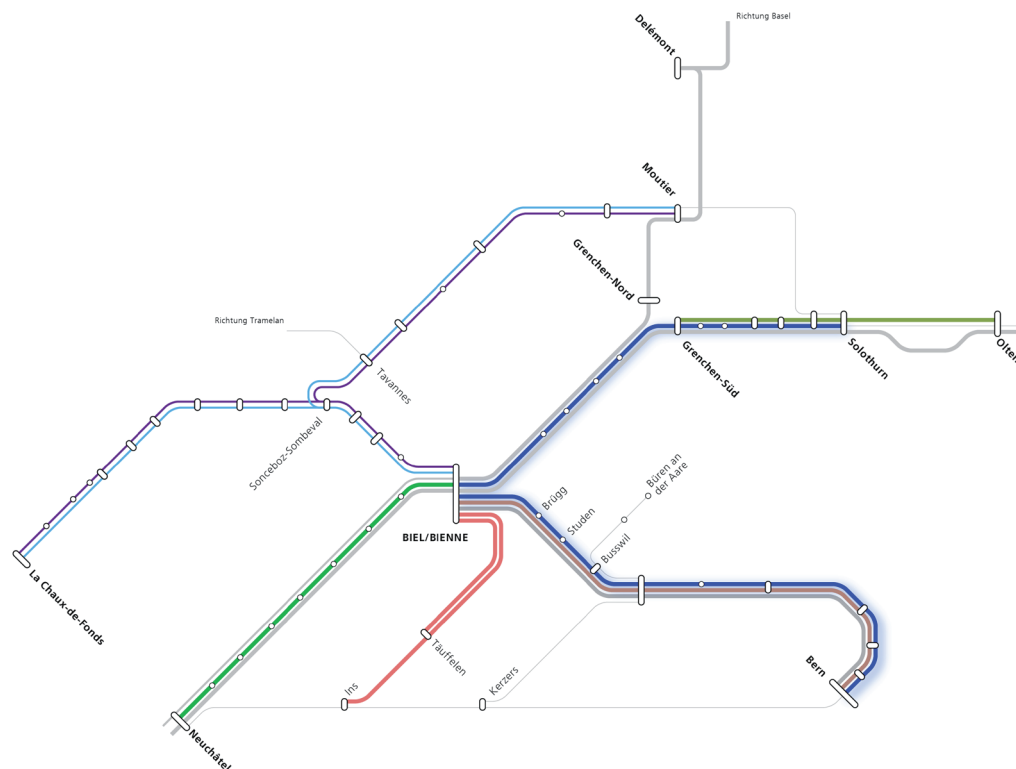 Richtung Basel
Delémont
Moutier
Grenchen-Nord
Richtung Tramelan
Tavannes
Grenchen-Süd
Solothurn
Sonceboz-Sombeval
Büren an
der Aare
Brügg
Studen
Busswil
BIEL/BIENNE
La Chaux-de-Fonds
Täuffelen
Ins
Kerzers
Bern
Neuchâtel